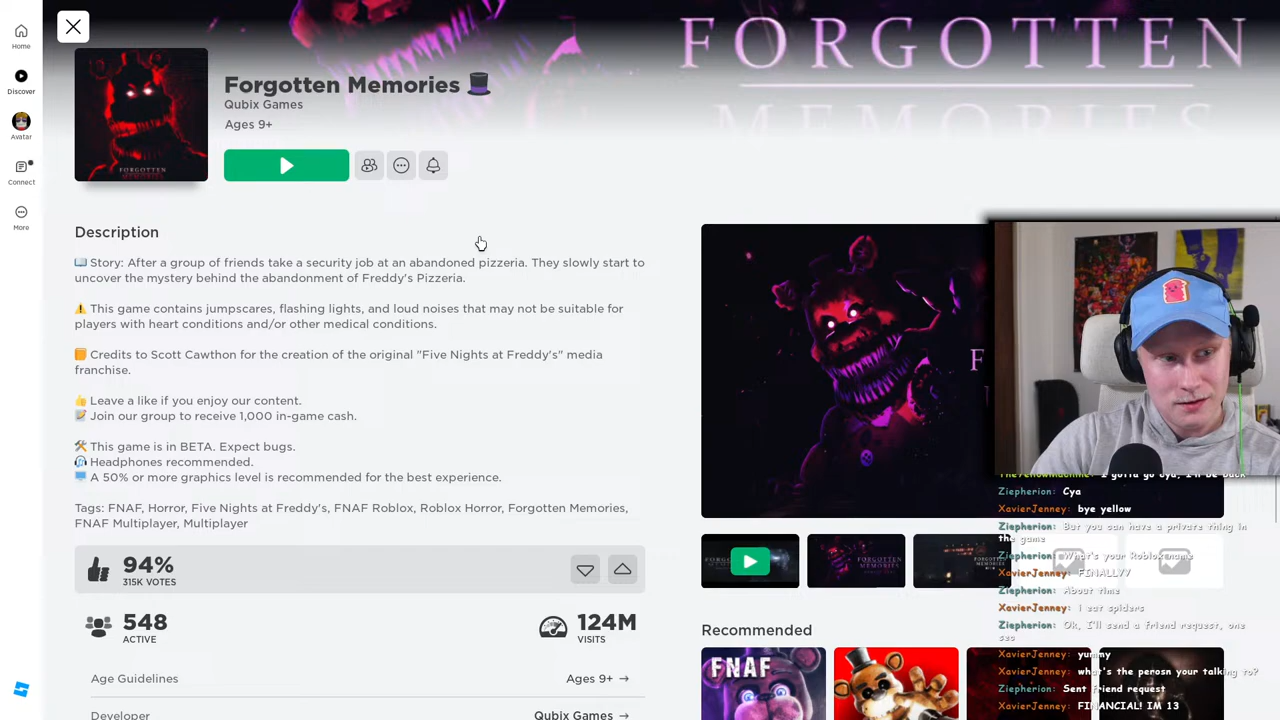 FORGOTTEN
MEMORIES
Home
Discover
Avatar
Connect
More
Forgotten Memories
Qubix Games
Ages 9+
FORGOTTEN
Description
📖 Story: After a group of friends take a security job at an abandoned pizzeria. They slowly start to
uncover the mystery behind the abandonment of Freddy's Pizzeria.
⚠️ This game contains jumpscares, flashing lights, and loud noises that may not be suitable for
players with heart conditions and/or other medical conditions.
📙 Credits to Scott Cawthon for the creation of the original "Five Nights at Freddy's" media
franchise.
👍 Leave a like if you enjoy our content.
📝 Join our group to receive 1,000 in-game cash.
🛠️ This game is in BETA. Expect bugs.
🎧 Headphones recommended.
🖥️ A 50% or more graphics level is recommended for the best experience.
Tags: FNAF, Horror, Five Nights at Freddy's, FNAF Roblox, Roblox Horror, Forgotten Memories,
FNAF Multiplayer, Multiplayer
94%
315K VOTES
548
ACTIVE
124M
VISITS
Age Guidelines
Ages 9+ →
Developer
Qubix Games →
F
Recommended
FNAF
Ziepherion: Cya
XavierJenney: bye yellow
Ziepherion: But you can have a private thing in
the game
Ziepherion: What's your Roblox name
XavierJenney: FINALLYY
Ziepherion: About time
XavierJenney: i eat spiders
Ziepherion: Ok, I'll send a friend request, one
sec
XavierJenney: yummy
XavierJenney: what's the perosn your talking to?
Ziepherion: Sent friend request
XavierJenney: FINANCIAL! IM 13